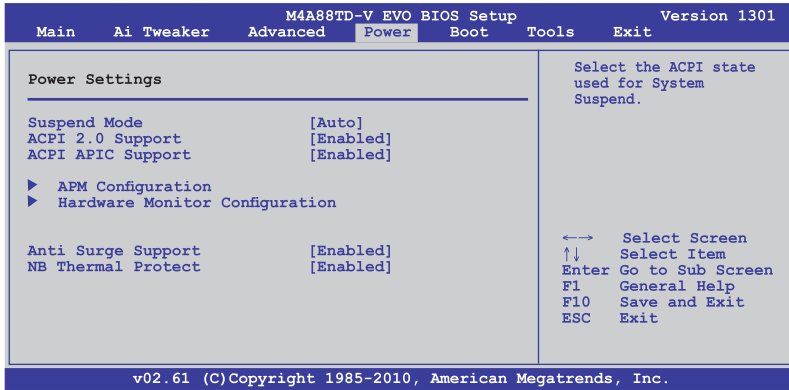 M4A88TD-V EVO BIOS Setup Version 1301
Main Ai Tweaker Advanced Power Boot Tools Exit
Power Settings
Suspend Mode [Auto]
ACPI 2.0 Support [Enabled]
ACPI APIC Support [Enabled]
▶ APM Configuration
▶ Hardware Monitor Configuration
Anti Surge Support [Enabled]
NB Thermal Protect [Enabled]
Select the ACPI state
used for System
Suspend.
←→ Select Screen
↑↓ Select Item
Enter Go to Sub Screen
F1 General Help
F10 Save and Exit
ESC Exit
v02.61 (C)Copyright 1985-2010, American Megatrends, Inc.